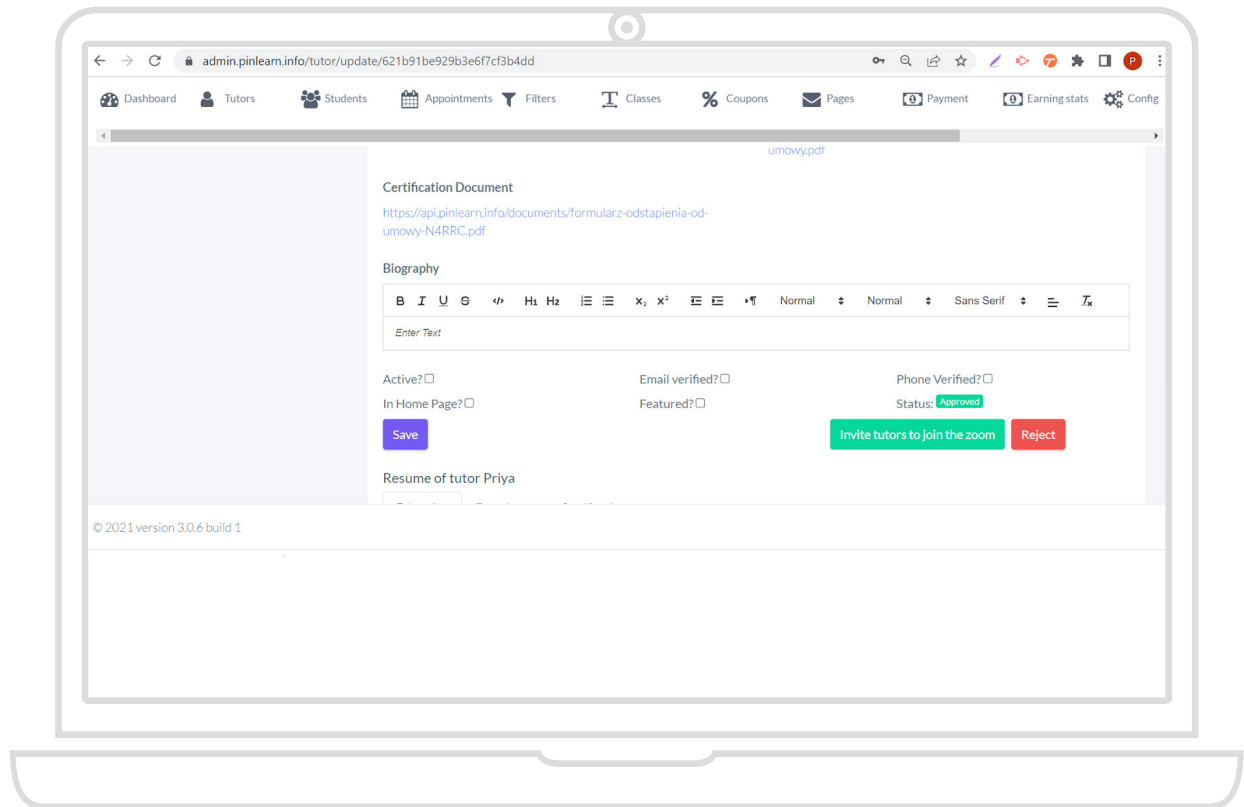 admin.pinlearn.info/tutor/update/621b91be929b3e6f7cf3b4dd
P
Dashboard Tutors Students Appointments Filters Classes Coupons Pages Payment Earning stats Config
umowy.pdf
Certification Document
https://api.pinlearn.info/documents/formularz-odstapienia-od-
umowy-N4RRC.pdf
Biography
B I U S </> H1 H2 X2 X2 Normal Normal Sans Serif Tx
Enter Text
Active? Email verified? Phone Verified?
In Home Page? Featured? Status: Approved
Save Invite tutors to join the zoom Reject
Resume of tutor Priya
© 2021 version 3.0.6 build 1